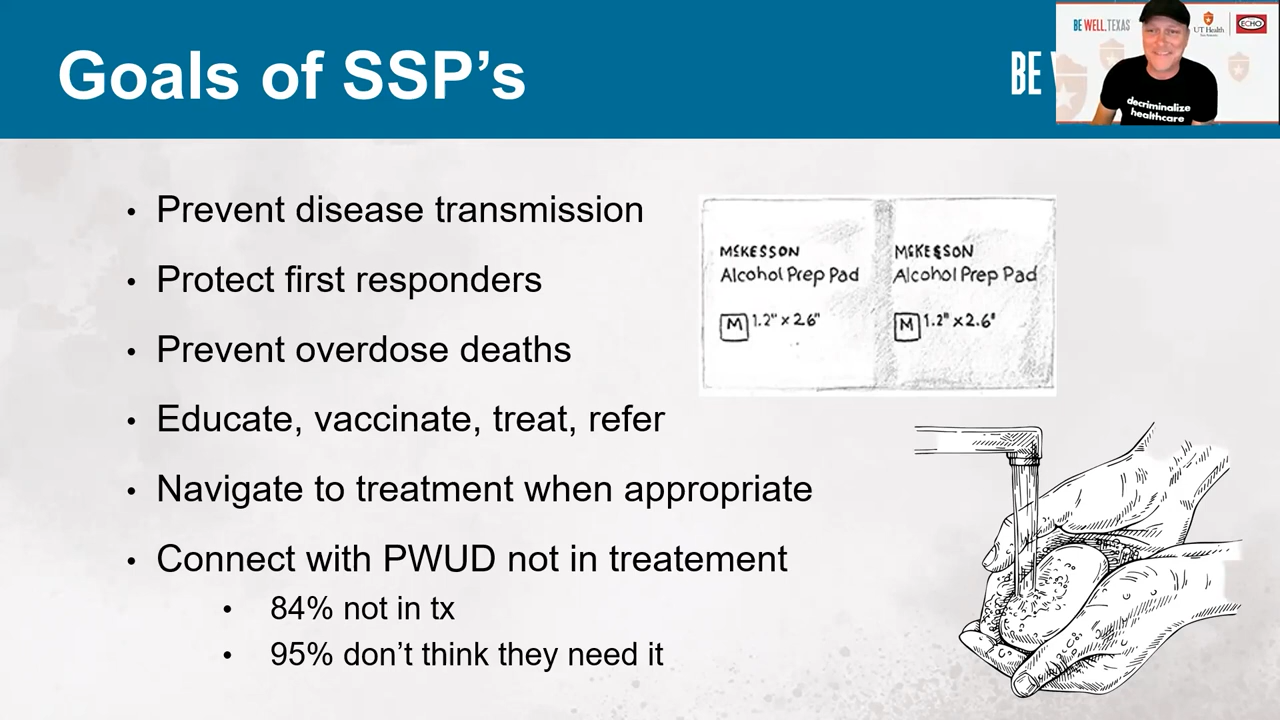 Goals of SSP's
BE W
BE WELL.TEXAS
UT Health
ECHO
decriminalize
healthcare
• Prevent disease transmission
• Protect first responders
• Prevent overdose deaths
• Educate, vaccinate, treat, refer
• Navigate to treatment when appropriate
• Connect with PWUD not in treatement
• 84% not in tx
• 95% don't think they need it
MCKESSON
Alcohol Prep Pad
M 1.2" x 2.6"
MCKESSON
Alcohol Prep Pad
M 1.2" x 2.6"